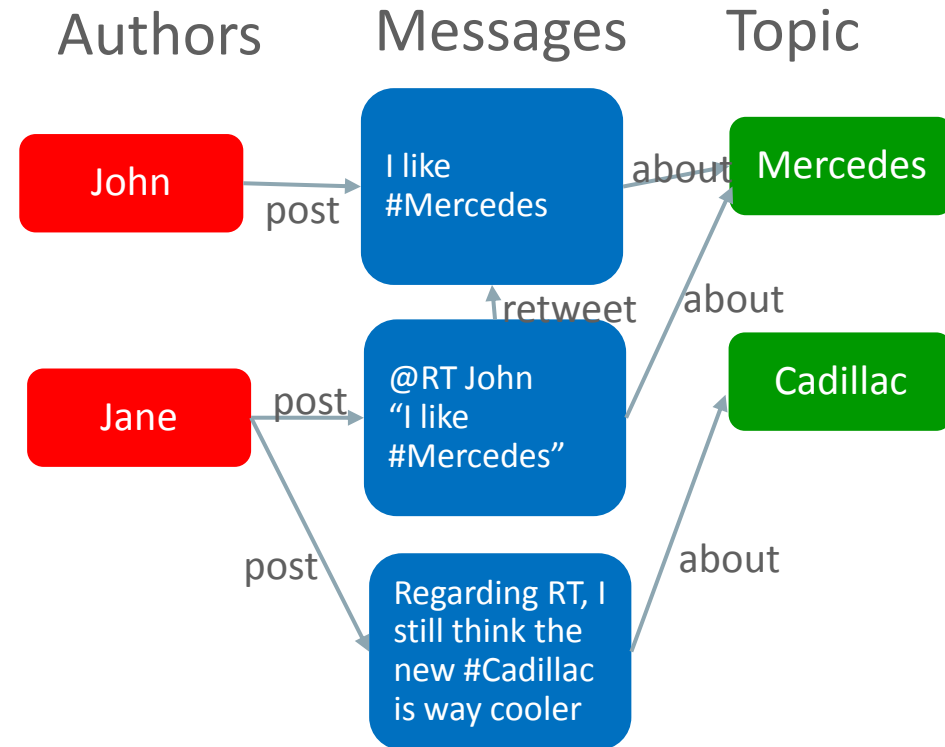 Authors
Messages
Topic
John
post
I like
#Mercedes
about
Mercedes
retweet
about
Jane
post
@RT John
“I like
#Mercedes”
Cadillac
post
Regarding RT, I
still think the
new #Cadillac
is way cooler
about